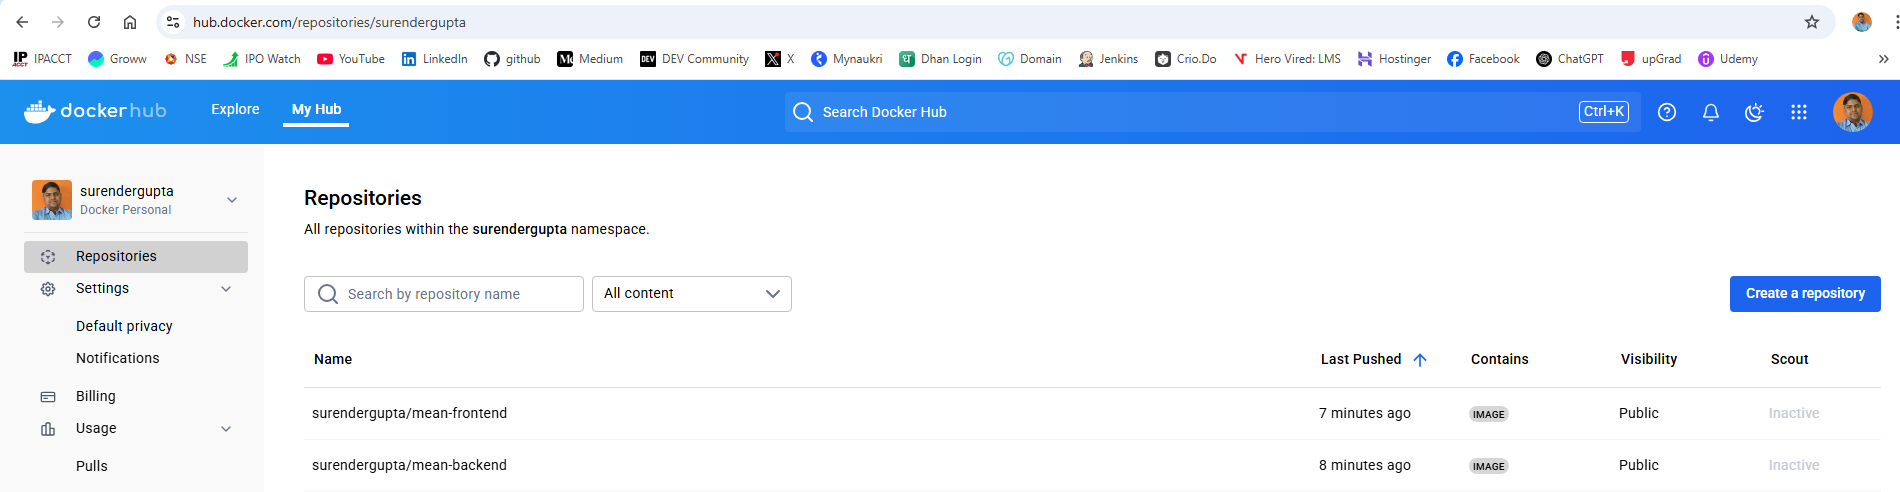 hub.docker.com/repositories/surendergupta
IPACCT Groww NSE IPO Watch YouTube LinkedIn github Medium DEV Community X Mynaukri Dhan Login Domain Jenkins Crio.Do Hero Vired: LMS Hostinger Facebook ChatGPT upGrad Udemy
dockerhub Explore My Hub Search Docker Hub Ctrl+K
surendergupta
Docker Personal
Repositories
Settings
Default privacy
Notifications
Billing
Usage
Pulls
Repositories
All repositories within the surendergupta namespace.
Search by repository name All content Create a repository
Name Last Pushed Contains Visibility Scout
surendergupta/mean-frontend 7 minutes ago IMAGE Public Inactive
surendergupta/mean-backend 8 minutes ago IMAGE Public Inactive